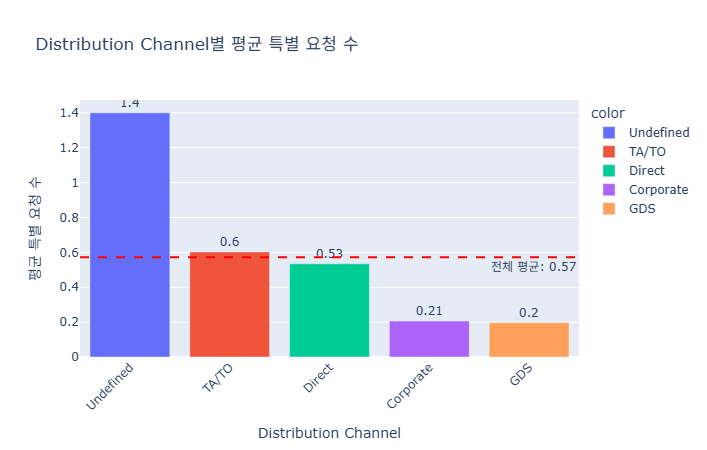 Distribution Channel별 평균 특별 요청 수
color
Undefined
TA/TO
Direct
Corporate
GDS
평균 특별 요청 수
1.4
1.2
1
0.8
0.6
0.4
0.2
0
1.4
0.6
0.53
0.21
0.2
전체 평균: 0.57
Undefined
TA/TO
Direct
Corporate
GDS
Distribution Channel